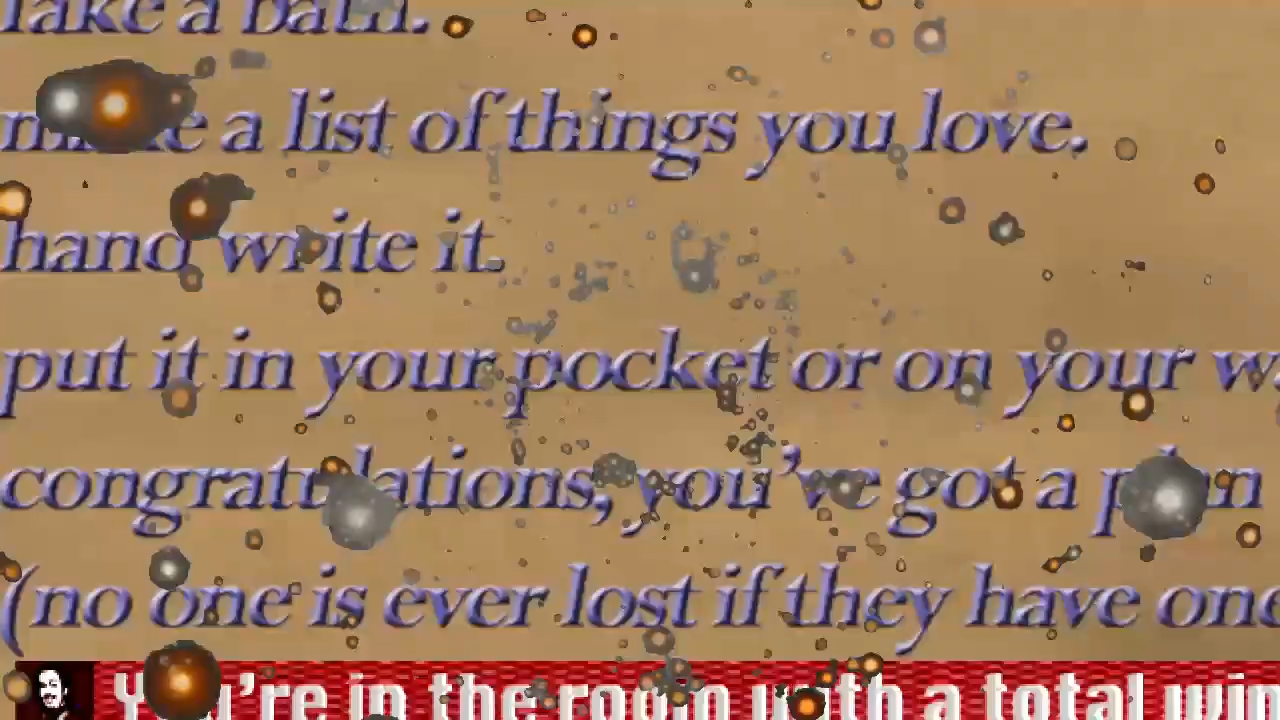 take a bath.
make a list of things you love.
hand write it.
put it in your pocket or on your
congratulations, you've got a plan
(no one is ever lost if they have one
You're in the room with a total